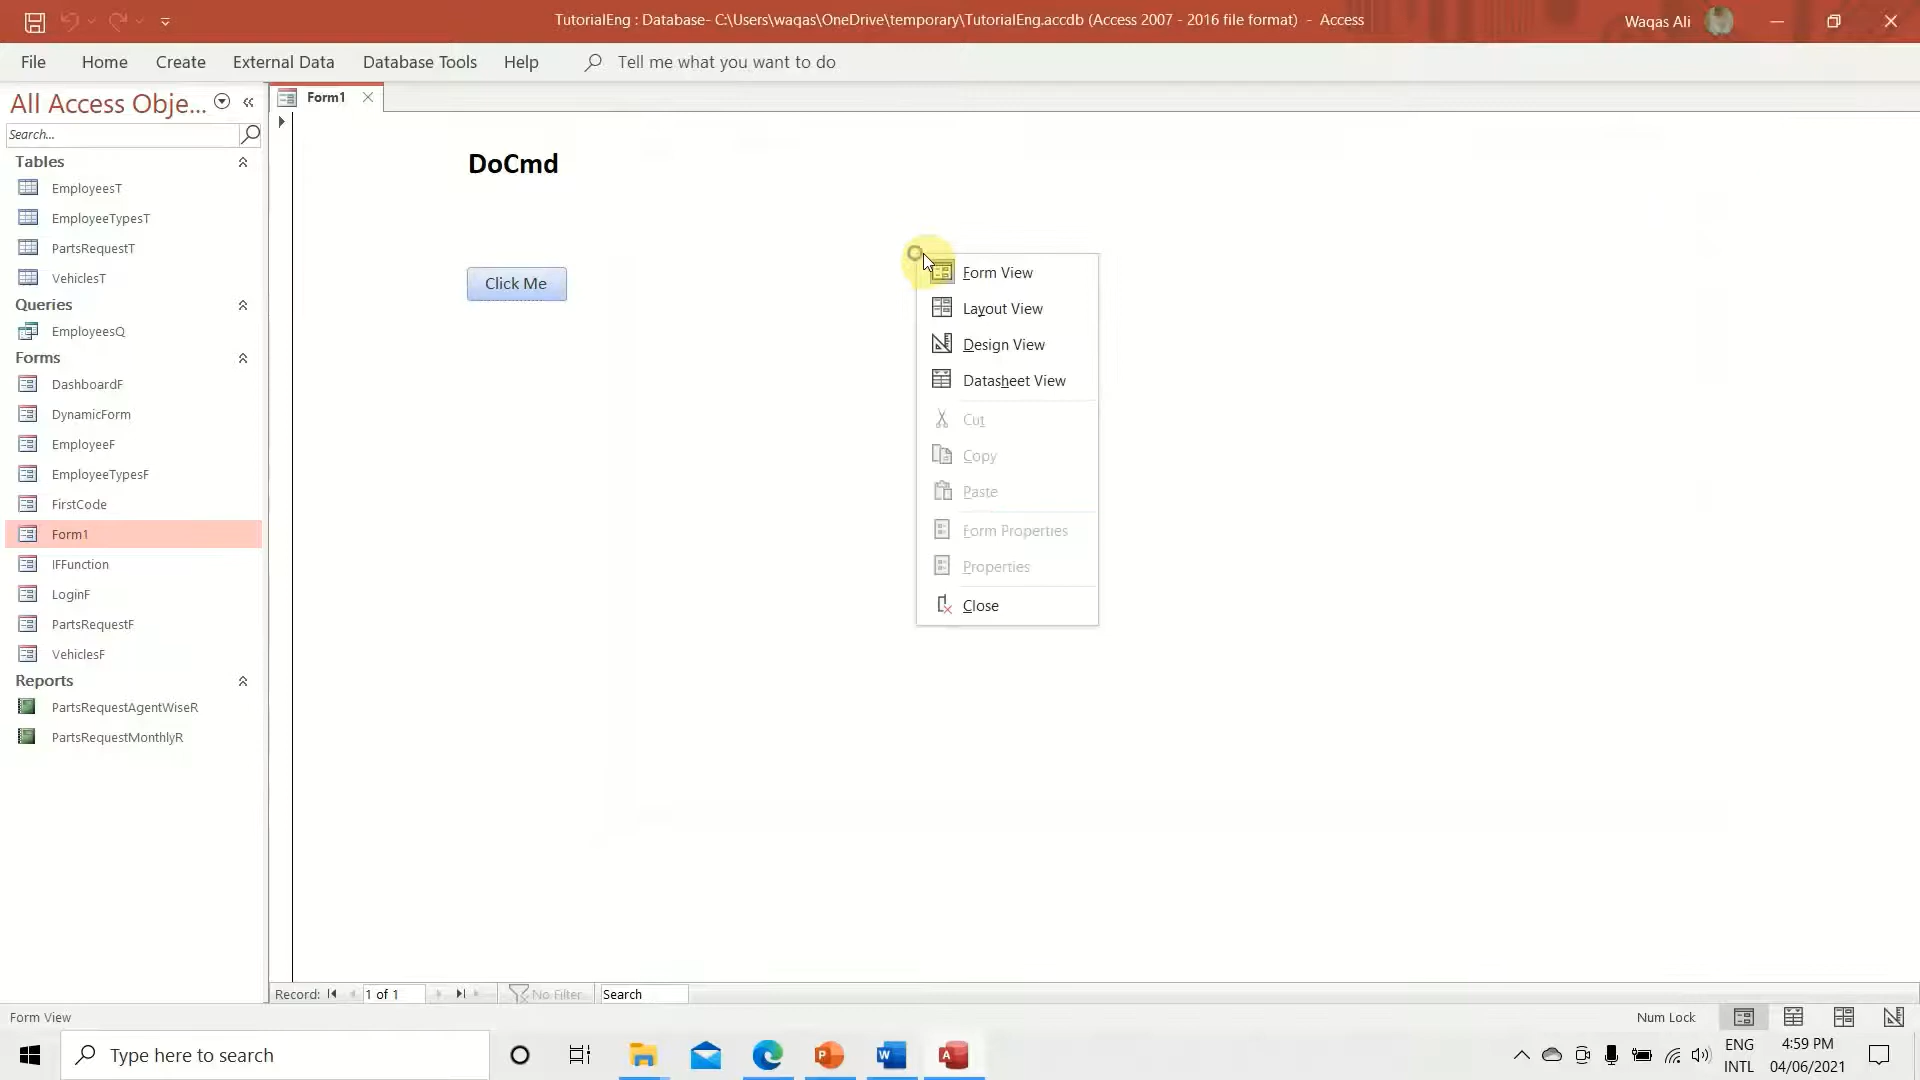 TutorialEng : Database- C:\Users\waqas\OneDrive\temporary\TutorialEng.accdb (Access 2007 - 2016 file format) - Access
Waqas Ali
File Home Create External Data Database Tools Help Tell me what you want to do
All Access Obje...
Form1
Search...
Tables
EmployeesT
EmployeeTypesT
PartsRequestT
VehiclesT
Queries
EmployeesQ
Forms
DashboardF
DynamicForm
EmployeeF
EmployeeTypesF
FirstCode
Form1
IFFunction
LoginF
PartsRequestF
VehiclesF
Reports
PartsRequestAgentWiseR
PartsRequestMonthlyR
DoCmd
Click Me
Form View
Layout View
Design View
Datasheet View
Cut
Copy
Paste
Form Properties
Properties
Close
Record: 1 of 1 No Filter Search
Form View
Num Lock
Type here to search
ENG
INTL
4:59 PM
04/06/2021